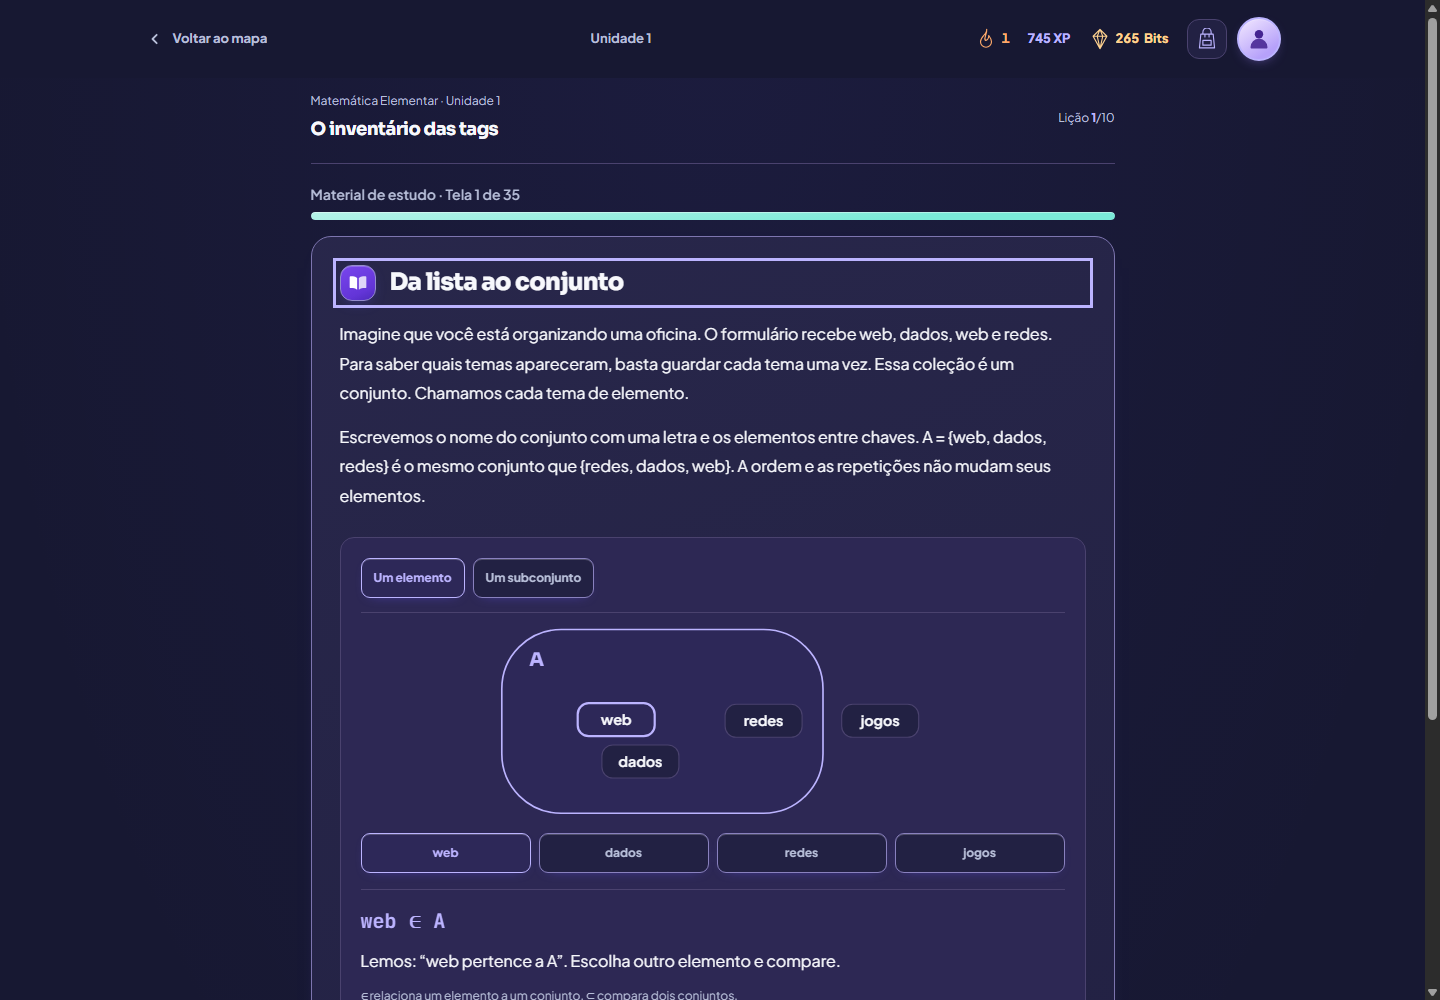 Voltar ao mapa
Unidade 1
1
745 XP
265 Bits
Matemática Elementar · Unidade 1
O inventário das tags
Lição 1/10
Material de estudo · Tela 1 de 35
Da lista ao conjunto
Imagine que você está organizando uma oficina. O formulário recebe web, dados, web e redes.
Para saber quais temas apareceram, basta guardar cada tema uma vez. Essa coleção é um
conjunto. Chamamos cada tema de elemento.
Escrevemos o nome do conjunto com uma letra e os elementos entre chaves. A = {web, dados,
redes} é o mesmo conjunto que {redes, dados, web}. A ordem e as repetições não mudam seus
elementos.
Um elemento
Um subconjunto
A
web
redes
jogos
dados
web
dados
redes
jogos
web ∈ A
Lemos: “web pertence a A”. Escolha outro elemento e compare.
∈ relaciona um elemento a um conjunto. ⊂ compara dois conjuntos.